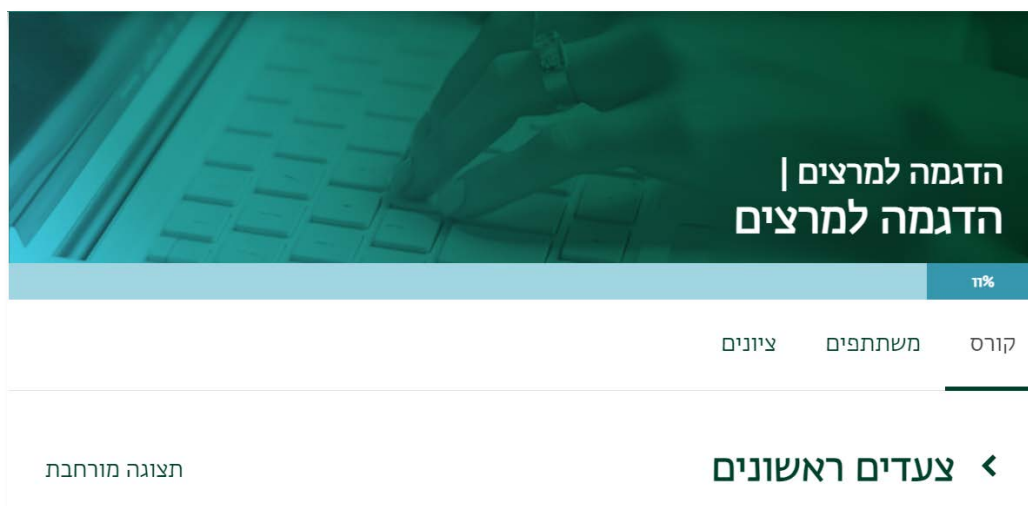 הדגמה למרצים |
הדגמה למרצים
11%
קורס משתתפים ציונים
צעדים ראשונים תצוגה מורחבת